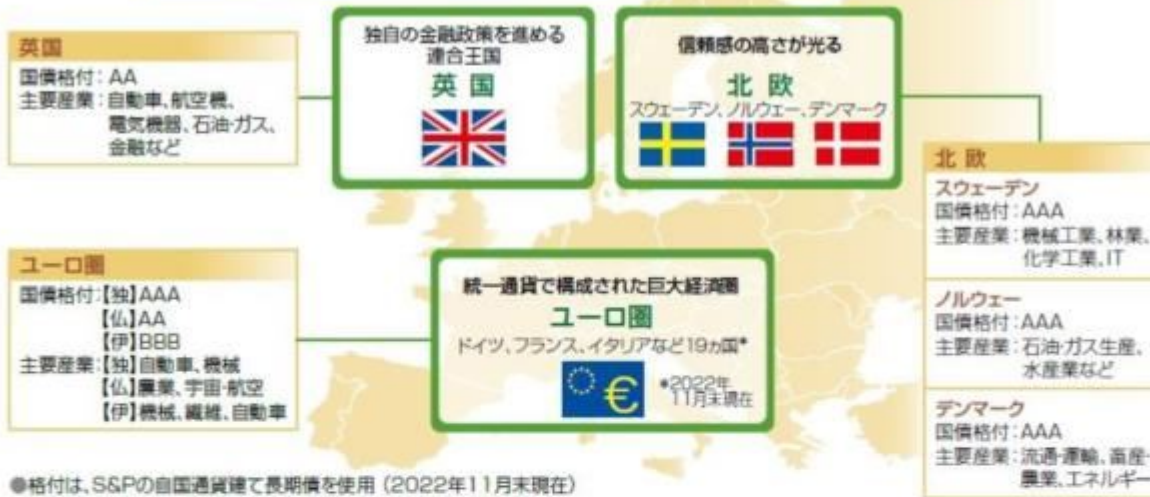 英国
国債格付：AA
主要産業：自動車、航空機、
電気機器、石油・ガス、
金融など
独自の金融政策を進める
連合王国
英国
信頼感の高さが光る
北欧
スウェーデン、ノルウェー、デンマーク
北欧
スウェーデン
国債格付：AAA
主要産業：機械工業、林業、
化学工業、IT
ノルウェー
国債格付：AAA
主要産業：石油・ガス生産、
水産業など
デンマーク
国債格付：AAA
主要産業：流通・運輸、畜産・
農業、エネルギー
ユーロ圏
国債格付：【独】AAA
【仏】AA
【伊】BBB
主要産業：【独】自動車、機械
【仏】農業、宇宙・航空
【伊】機械、繊維、自動車
統一通貨で構成された巨大経済圏
ユーロ圏
ドイツ、フランス、イタリアなど19ヵ国*
€
*2022年
11月末現在
●格付は、S&Pの自国通貨建て長期債を使用（2022年11月末現在）